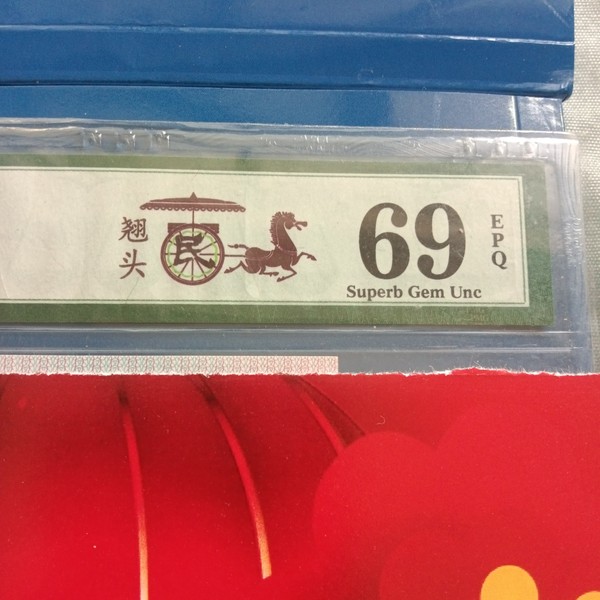 翘头
民
69
EPQ
Superb Gem Unc